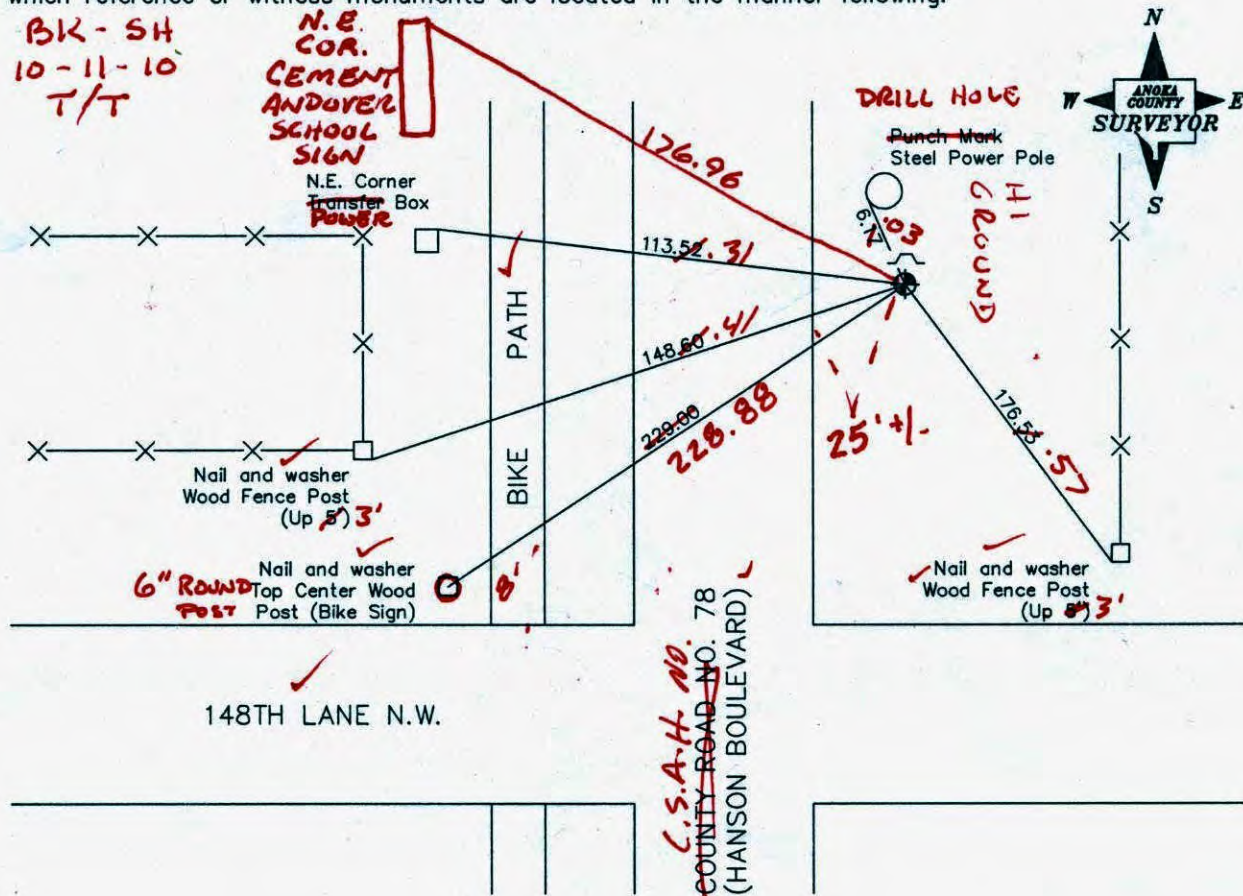 which reference or witness monuments are located in the manner following:
BK - SH
10-11-10
T/T
N.E.
COR.
CEMENT
ANDOVER
SCHOOL
SIGN
N.E. Corner
Transfer Box
POWER
176.96
DRILL HOLE
Punch Mark
Steel Power Pole
N
W
ANOKA
COUNTY
E
SURVEYOR
S
HI
GROUND
6.17 .03
113.52 .31
148.60 .41
229.00
228.88
25' +/-
176.53 .57
BIKE PATH
Nail and washer
Wood Fence Post
(Up 5') 3'
6" ROUND
POST
Nail and washer
Top Center Wood
Post (Bike Sign)
8'
Nail and washer
Wood Fence Post
(Up 5') 3'
148TH LANE N.W.
C.S.A.H. NO.
COUNTY ROAD NO. 78
(HANSON BOULEVARD)